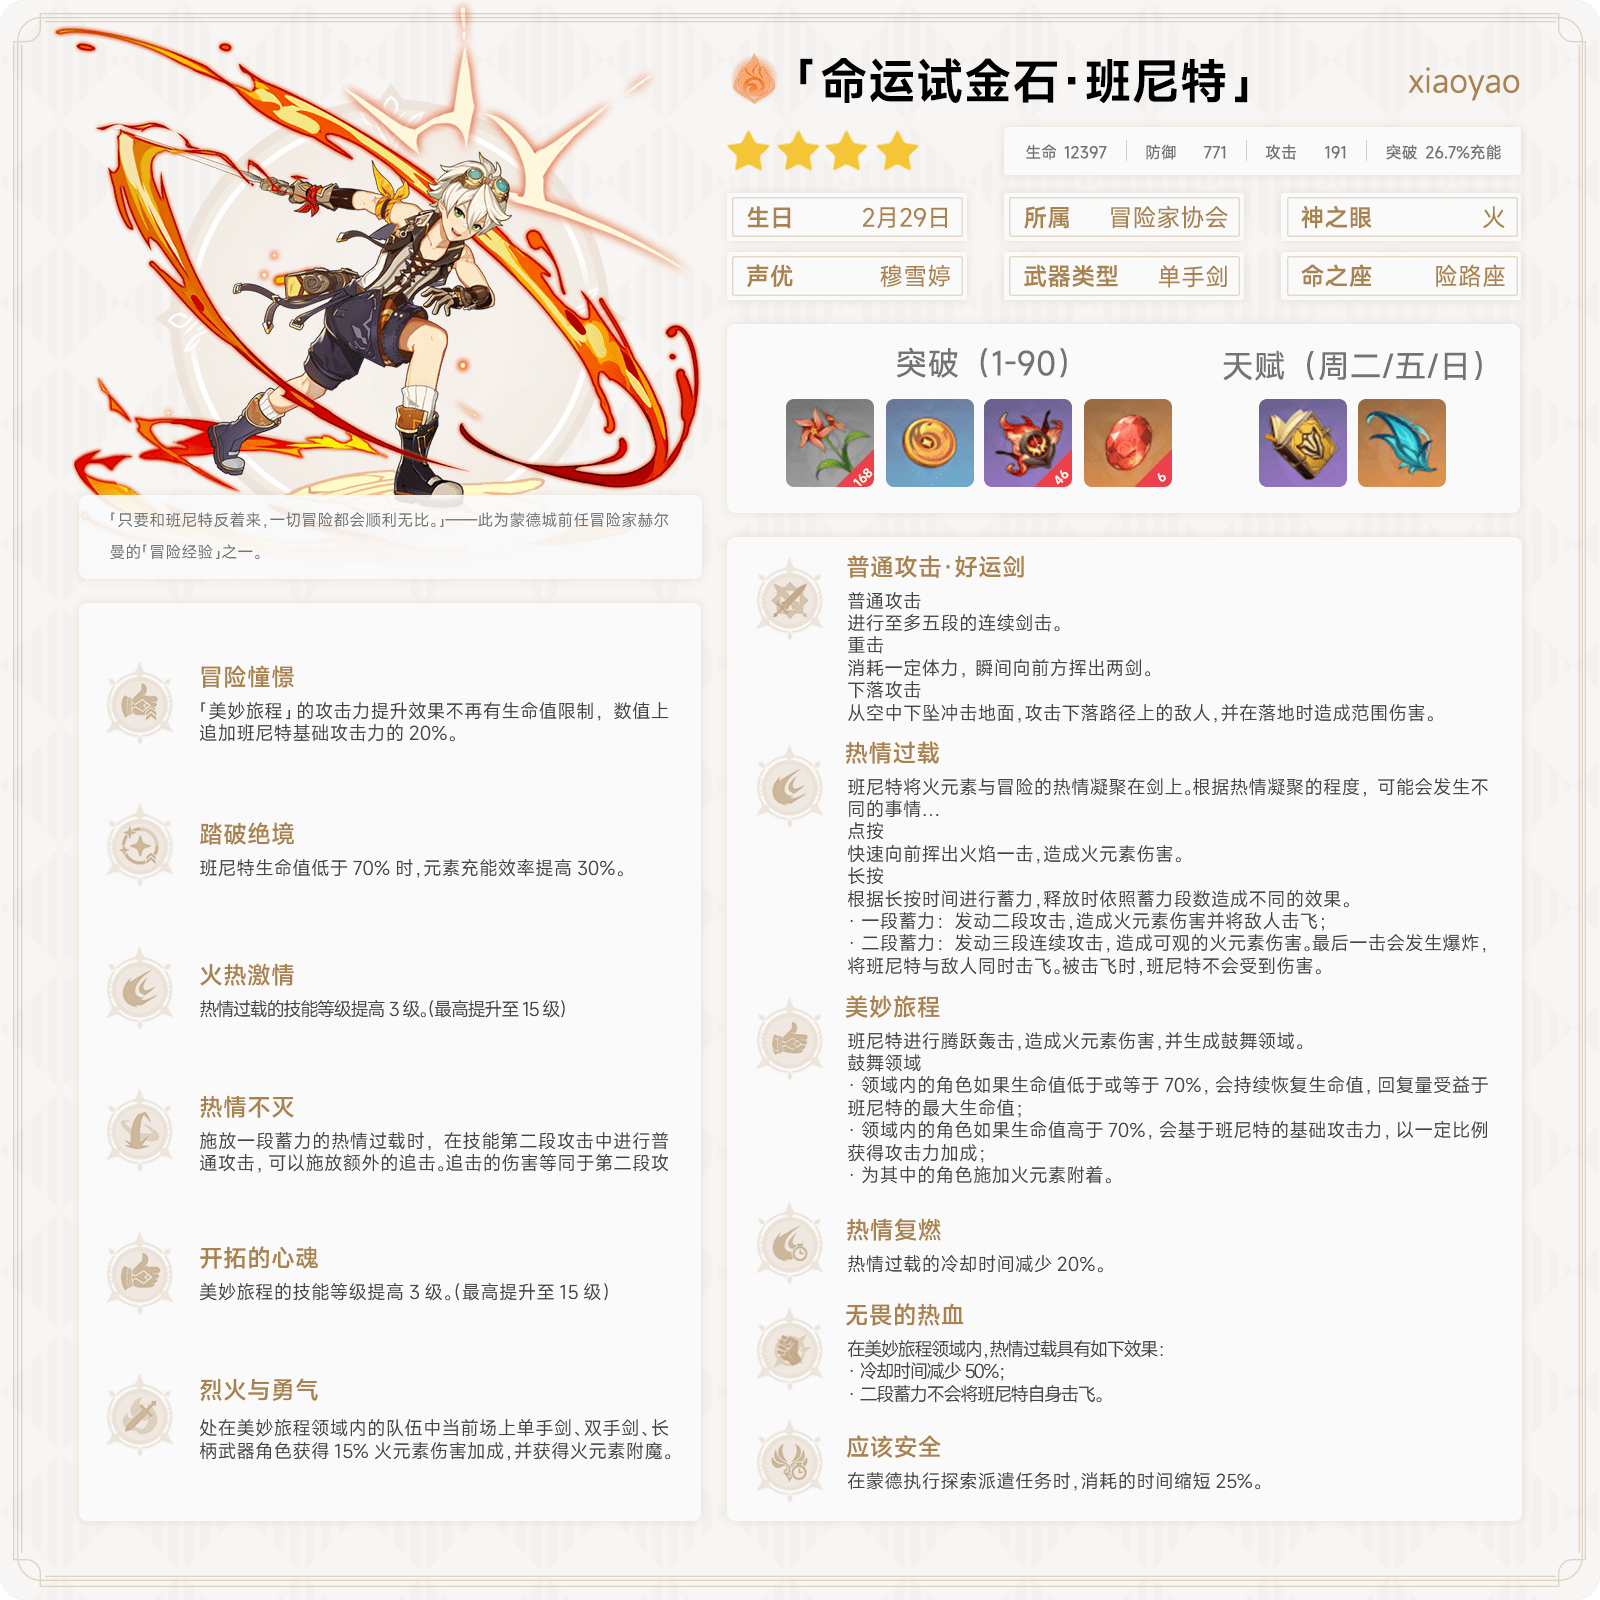 「命运试金石·班尼特」
xiaoyao
生命 12397 防御 771 攻击 191 突破 26.7%充能
生日 2月29日 所属 冒险家协会 神之眼 火
声优 穆雪婷 武器类型 单手剑 命之座 险路座
突破（1-90） 天赋（周二/五/日）
168
46
6
「只要和班尼特反着来,一切冒险都会顺利无比。」——此为蒙德城前任冒险家赫尔
曼的「冒险经验」之一。
冒险憧憬
「美妙旅程」的攻击力提升效果不再有生命值限制，数值上
追加班尼特基础攻击力的 20%。
踏破绝境
班尼特生命值低于 70% 时,元素充能效率提高 30%。
火热激情
热情过载的技能等级提高 3 级。(最高提升至 15 级)
热情不灭
施放一段蓄力的热情过载时，在技能第二段攻击中进行普
通攻击，可以施放额外的追击。追击的伤害等同于第二段攻
开拓的心魂
美妙旅程的技能等级提高 3 级。(最高提升至 15 级)
烈火与勇气
处在美妙旅程领域内的队伍中当前场上单手剑、双手剑、长
柄武器角色获得 15% 火元素伤害加成,并获得火元素附魔。
普通攻击·好运剑
普通攻击
进行至多五段的连续剑击。
重击
消耗一定体力，瞬间向前方挥出两剑。
下落攻击
从空中下坠冲击地面,攻击下落路径上的敌人,并在落地时造成范围伤害。
热情过载
班尼特将火元素与冒险的热情凝聚在剑上。根据热情凝聚的程度，可能会发生不
同的事情…
点按
快速向前挥出火焰一击,造成火元素伤害。
长按
根据长按时间进行蓄力,释放时依照蓄力段数造成不同的效果。
· 一段蓄力：发动二段攻击,造成火元素伤害并将敌人击飞;
· 二段蓄力：发动三段连续攻击，造成可观的火元素伤害。最后一击会发生爆炸,
将班尼特与敌人同时击飞。被击飞时,班尼特不会受到伤害。
美妙旅程
班尼特进行腾跃轰击,造成火元素伤害,并生成鼓舞领域。
鼓舞领域
· 领域内的角色如果生命值低于或等于 70%，会持续恢复生命值，回复量受益于
班尼特的最大生命值;
· 领域内的角色如果生命值高于 70%，会基于班尼特的基础攻击力，以一定比例
获得攻击力加成;
· 为其中的角色施加火元素附着。
热情复燃
热情过载的冷却时间减少 20%。
无畏的热血
在美妙旅程领域内,热情过载具有如下效果:
· 冷却时间减少 50%;
· 二段蓄力不会将班尼特自身击飞。
应该安全
在蒙德执行探索派遣任务时,消耗的时间缩短 25%。